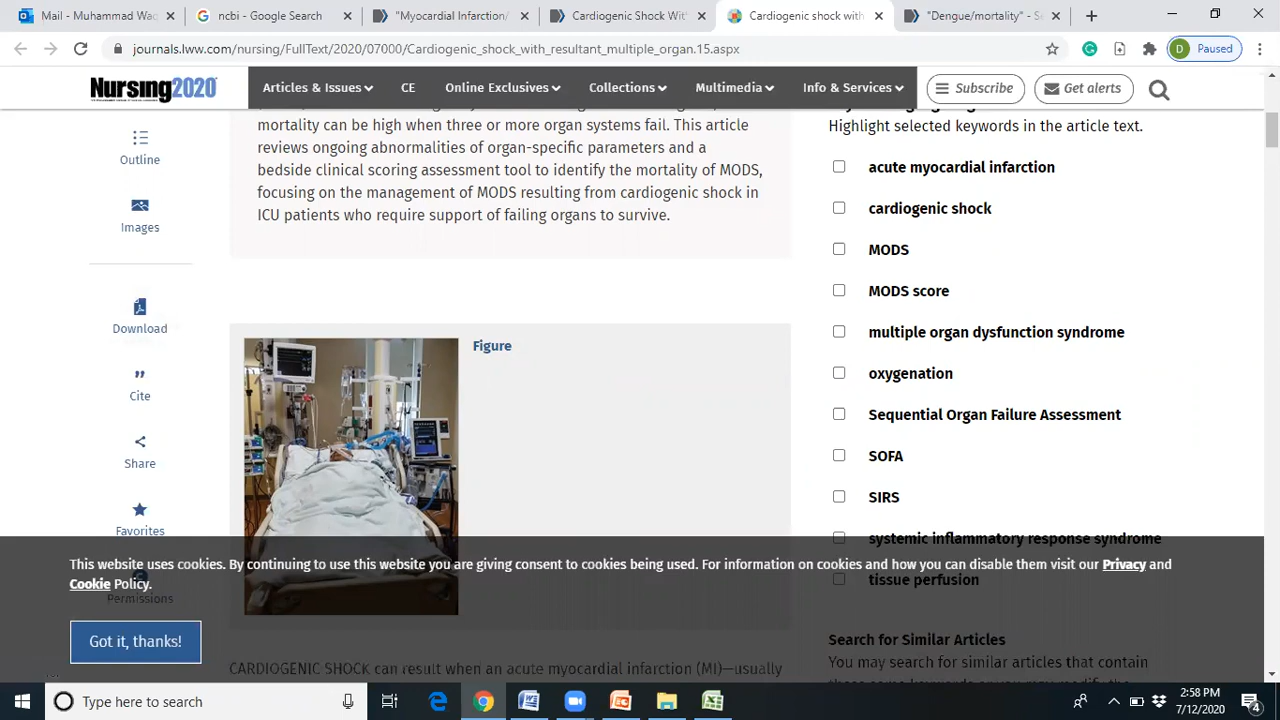 Mail - Muhammad Waq
ncbi - Google Search
"Myocardial Infarction/
Cardiogenic Shock With
Cardiogenic shock with
"Dengue/mortality" - Se
journals.lww.com/nursing/FullText/2020/07000/Cardiogenic_shock_with_resultant_multiple_organ.15.aspx
D Paused
Nursing2020
Articles & Issues
CE
Online Exclusives
Collections
Multimedia
Info & Services
Subscribe
Get alerts
Outline
Images
Download
Cite
Share
Favorites
Permissions
mortality can be high when three or more organ systems fail. This article
reviews ongoing abnormalities of organ-specific parameters and a
bedside clinical scoring assessment tool to identify the mortality of MODS,
focusing on the management of MODS resulting from cardiogenic shock in
ICU patients who require support of failing organs to survive.
Figure
CARDIOGENIC SHOCK can result when an acute myocardial infarction (MI)—usually
Highlight selected keywords in the article text.
acute myocardial infarction
cardiogenic shock
MODS
MODS score
multiple organ dysfunction syndrome
oxygenation
Sequential Organ Failure Assessment
SOFA
SIRS
systemic inflammatory response syndrome
tissue perfusion
Search for Similar Articles
You may search for similar articles that contain
This website uses cookies. By continuing to use this website you are giving consent to cookies being used. For information on cookies and how you can disable them visit our Privacy and
Cookie Policy.
Got it, thanks!
Type here to search
2:58 PM
7/12/2020
4